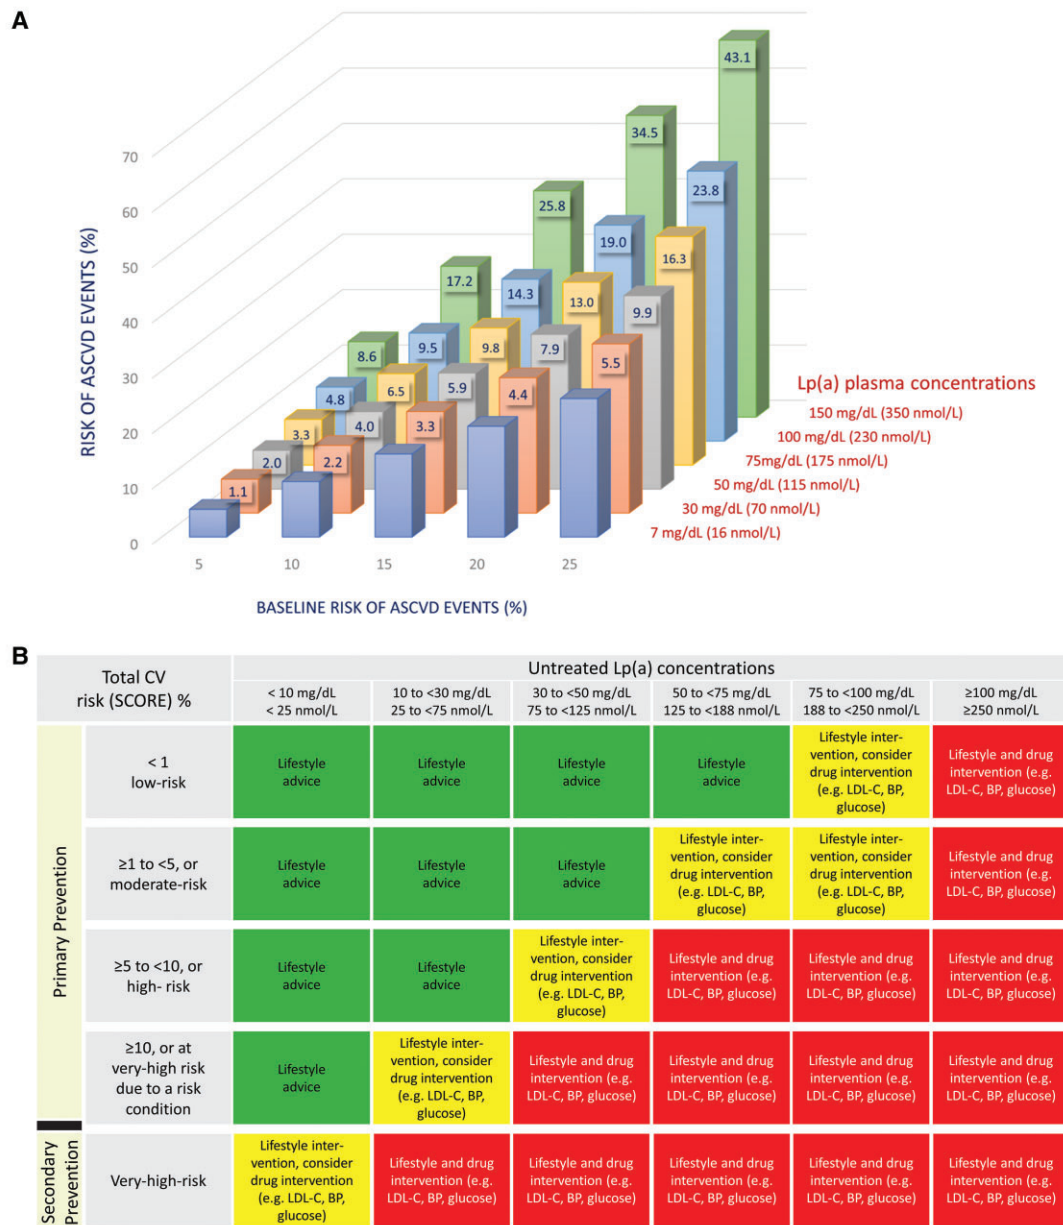 A
RISK OF ASCVD EVENTS (%)
70
60
50
40
30
20
10
0
43.1
34.5
25.8
17.2
8.6
23.8
19.0
14.3
9.5
4.8
16.3
13.0
9.8
6.5
3.3
9.9
7.9
5.9
4.0
2.0
5.5
4.4
3.3
2.2
1.1
5
10
15
20
25
BASELINE RISK OF ASCVD EVENTS (%)
Lp(a) plasma concentrations
150 mg/dL (350 nmol/L)
100 mg/dL (230 nmol/L)
75mg/dL (175 nmol/L)
50 mg/dL (115 nmol/L)
30 mg/dL (70 nmol/L)
7 mg/dL (16 nmol/L)
B
Total CV
risk (SCORE) %
Untreated Lp(a) concentrations
< 10 mg/dL
< 25 nmol/L
10 to <30 mg/dL
25 to <75 nmol/L
30 to <50 mg/dL
75 to <125 nmol/L
50 to <75 mg/dL
125 to <188 nmol/L
75 to <100 mg/dL
188 to <250 nmol/L
≥100 mg/dL
≥250 nmol/L
Primary Prevention
< 1
low-risk
Lifestyle
advice
Lifestyle
advice
Lifestyle
advice
Lifestyle
advice
Lifestyle inter-
vention, consider
drug intervention
(e.g. LDL-C, BP,
glucose)
Lifestyle and drug
intervention (e.g.
LDL-C, BP, glucose)
≥1 to <5, or
moderate-risk
Lifestyle
advice
Lifestyle
advice
Lifestyle
advice
Lifestyle inter-
vention, consider
drug intervention
(e.g. LDL-C, BP,
glucose)
Lifestyle inter-
vention, consider
drug intervention
(e.g. LDL-C, BP,
glucose)
Lifestyle and drug
intervention (e.g.
LDL-C, BP, glucose)
≥5 to <10, or
high- risk
Lifestyle
advice
Lifestyle
advice
Lifestyle inter-
vention, consider
drug intervention
(e.g. LDL-C, BP,
glucose)
Lifestyle and drug
intervention (e.g.
LDL-C, BP, glucose)
Lifestyle and drug
intervention (e.g.
LDL-C, BP, glucose)
Lifestyle and drug
intervention (e.g.
LDL-C, BP, glucose)
≥10, or at
very-high risk
due to a risk
condition
Lifestyle
advice
Lifestyle inter-
vention, consider
drug intervention
(e.g. LDL-C, BP,
glucose)
Lifestyle and drug
intervention (e.g.
LDL-C, BP, glucose)
Lifestyle and drug
intervention (e.g.
LDL-C, BP, glucose)
Lifestyle and drug
intervention (e.g.
LDL-C, BP, glucose)
Lifestyle and drug
intervention (e.g.
LDL-C, BP, glucose)
Secondary
Prevention
Very-high-risk
Lifestyle inter-
vention, consider
drug intervention
(e.g. LDL-C, BP,
glucose)
Lifestyle and drug
intervention (e.g.
LDL-C, BP, glucose)
Lifestyle and drug
intervention (e.g.
LDL-C, BP, glucose)
Lifestyle and drug
intervention (e.g.
LDL-C, BP, glucose)
Lifestyle and drug
intervention (e.g.
LDL-C, BP, glucose)
Lifestyle and drug
intervention (e.g.
LDL-C, BP, glucose)